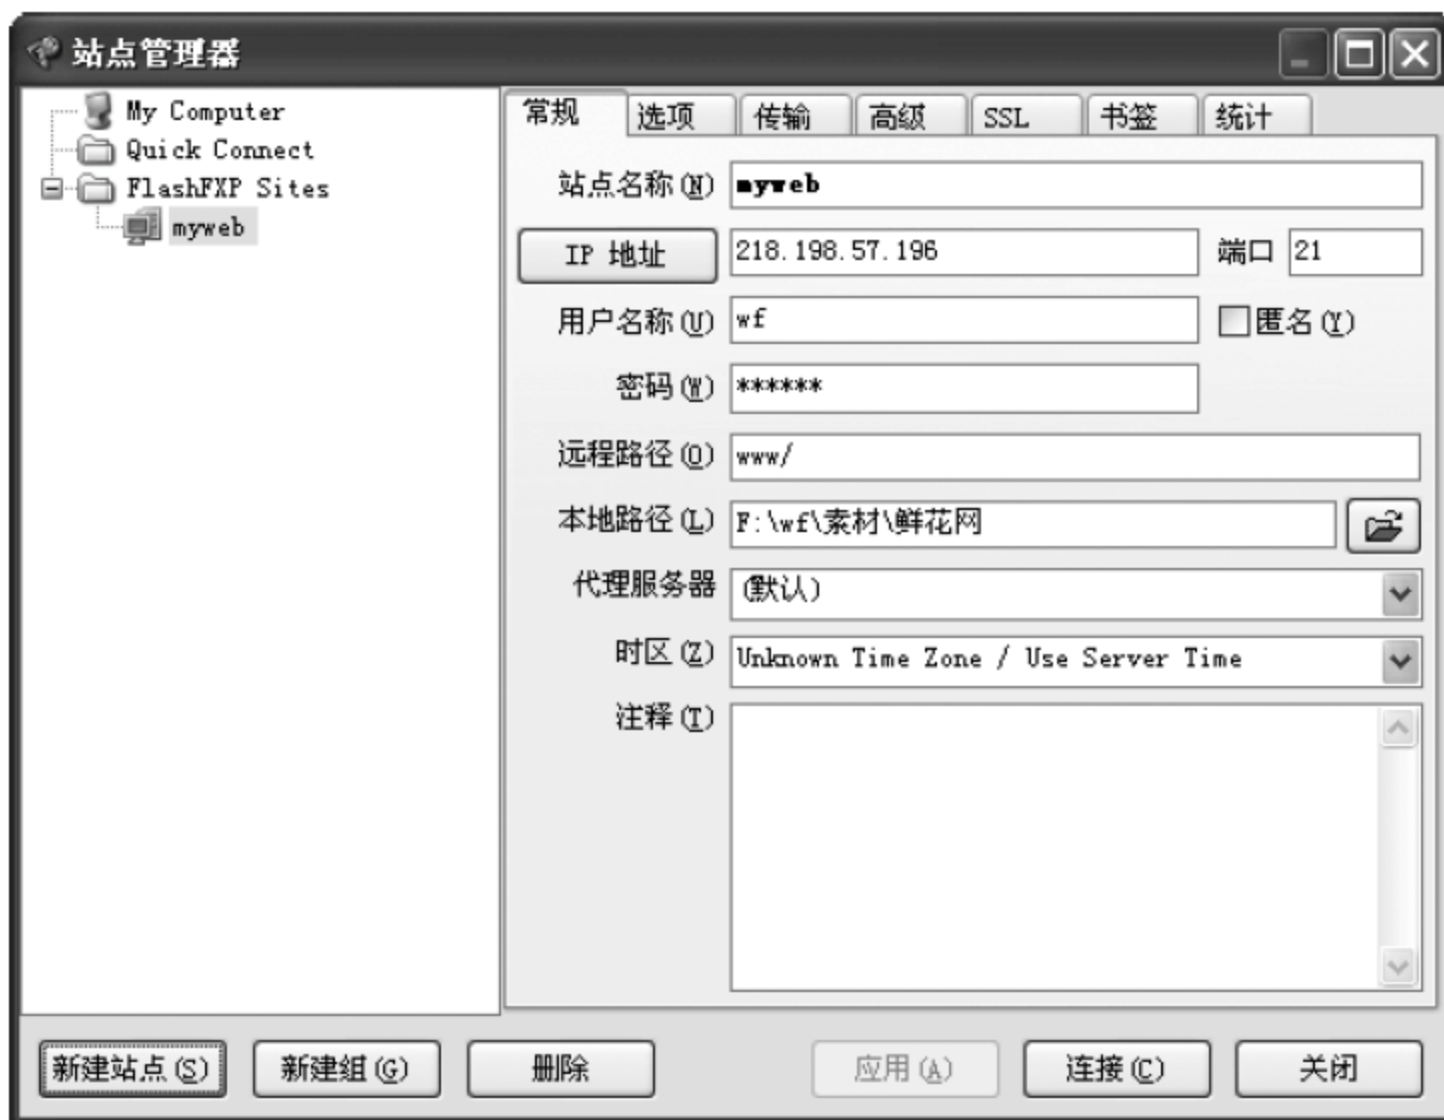 站点管理器
My Computer
Quick Connect
FlashFXP Sites
myweb
常规 选项 传输 高级 SSL 书签 统计
站点名称(N) myweb
IP 地址 218.198.57.196 端口 21
用户名称(U) wf 匿名(Y)
密码(W) ******
远程路径(O) www/
本地路径(L) F:\wf\素材\鲜花网
代理服务器 (默认)
时区(Z) Unknown Time Zone / Use Server Time
注释(T)
新建站点(S) 新建组(G) 删除 应用(A) 连接(C) 关闭